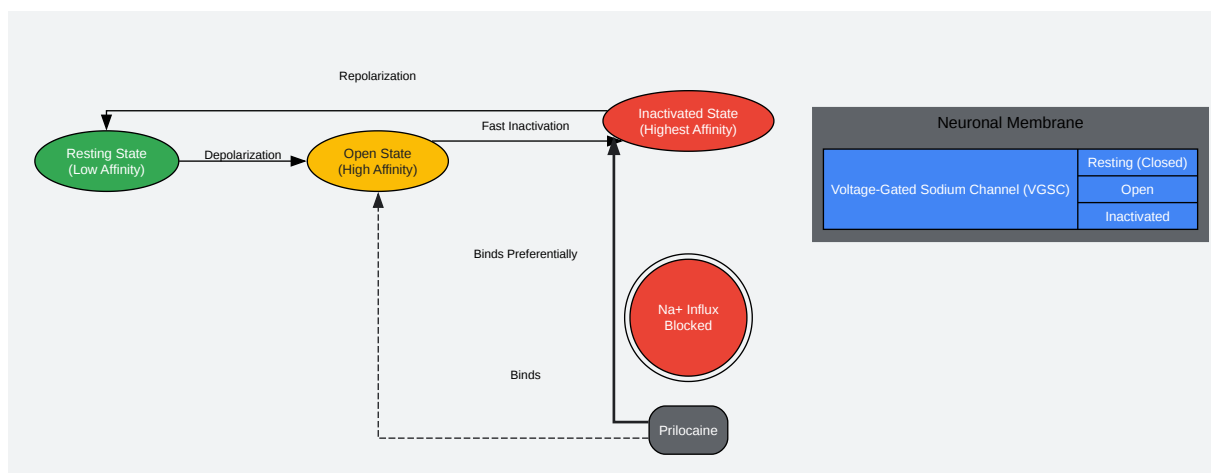 Repolarization
Inactivated State
(Highest Affinity)
Fast Inactivation
Resting State
(Low Affinity)
Depolarization
Open State
(High Affinity)
Neuronal Membrane
Voltage-Gated Sodium Channel (VGSC)
Resting (Closed)
Open
Inactivated
Binds Preferentially
Na+ Influx
Blocked
Binds
Prilocaine